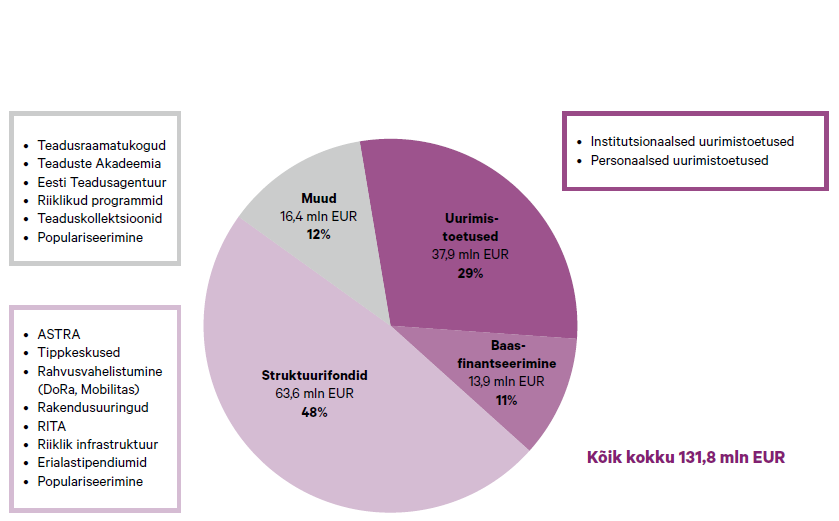 • Teadusraamatukogud
• Teaduste Akadeemia
• Eesti Teadusagentuur
• Riiklikud programmid
• Teaduskollektsioonid
• Populariseerimine
• Institutsionaalsed uurimistoetused
• Personaalsed uurimistoetused
Muud
16,4 mln EUR
12%
Uurimis-
toetused
37,9 mln EUR
29%
• ASTRA
• Tippkeskused
• Rahvusvahelistumine
(DoRa, Mobilitas)
• Rakendusuuringud
• RITA
• Riiklik infrastruktuur
• Erialastipendiumid
• Populariseerimine
Struktuurifondid
63,6 mln EUR
48%
Baas-
finantseerimine
13,9 mln EUR
11%
Kõik kokku 131,8 mln EUR